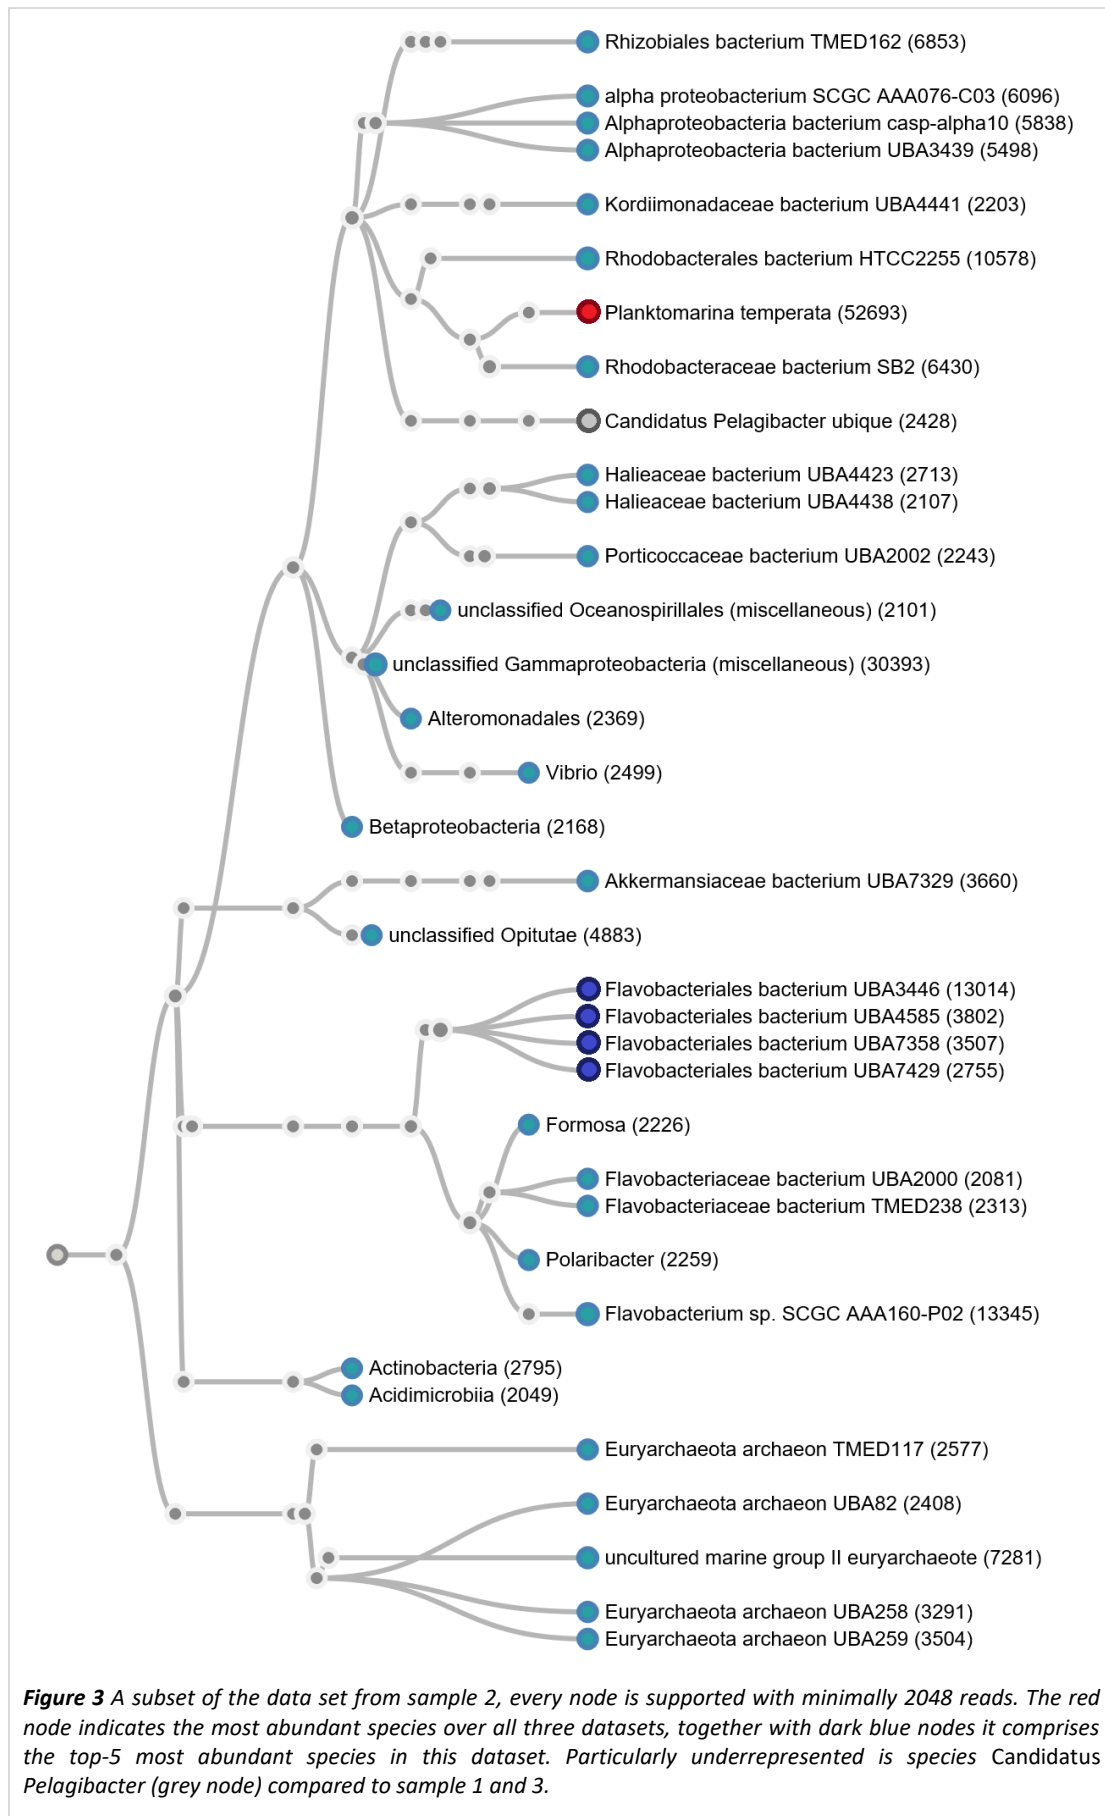 Rhizobiales bacterium TMED162 (6853)
alpha proteobacterium SCGC AAA076-C03 (6096)
Alphaproteobacteria bacterium casp-alpha10 (5838)
Alphaproteobacteria bacterium UBA3439 (5498)
Kordiimonadaceae bacterium UBA4441 (2203)
Rhodobacterales bacterium HTCC2255 (10578)
Planktomarina temperata (52693)
Rhodobacteraceae bacterium SB2 (6430)
Candidatus Pelagibacter ubique (2428)
Halieaceae bacterium UBA4423 (2713)
Halieaceae bacterium UBA4438 (2107)
Porticoccaceae bacterium UBA2002 (2243)
unclassified Oceanospirillales (miscellaneous) (2101)
unclassified Gammaproteobacteria (miscellaneous) (30393)
Alteromonadales (2369)
Vibrio (2499)
Betaproteobacteria (2168)
Akkermansiaceae bacterium UBA7329 (3660)
unclassified Opitutae (4883)
Flavobacteriales bacterium UBA3446 (13014)
Flavobacteriales bacterium UBA4585 (3802)
Flavobacteriales bacterium UBA7358 (3507)
Flavobacteriales bacterium UBA7429 (2755)
Formosa (2226)
Flavobacteriaceae bacterium UBA2000 (2081)
Flavobacteriaceae bacterium TMED238 (2313)
Polaribacter (2259)
Flavobacterium sp. SCGC AAA160-P02 (13345)
Actinobacteria (2795)
Acidimicrobiia (2049)
Euryarchaeota archaeon TMED117 (2577)
Euryarchaeota archaeon UBA82 (2408)
uncultured marine group II euryarchaeote (7281)
Euryarchaeota archaeon UBA258 (3291)
Euryarchaeota archaeon UBA259 (3504)
Figure 3 A subset of the data set from sample 2, every node is supported with minimally 2048 reads. The red
node indicates the most abundant species over all three datasets, together with dark blue nodes it comprises
the top-5 most abundant species in this dataset. Particularly underrepresented is species Candidatus
Pelagibacter (grey node) compared to sample 1 and 3.